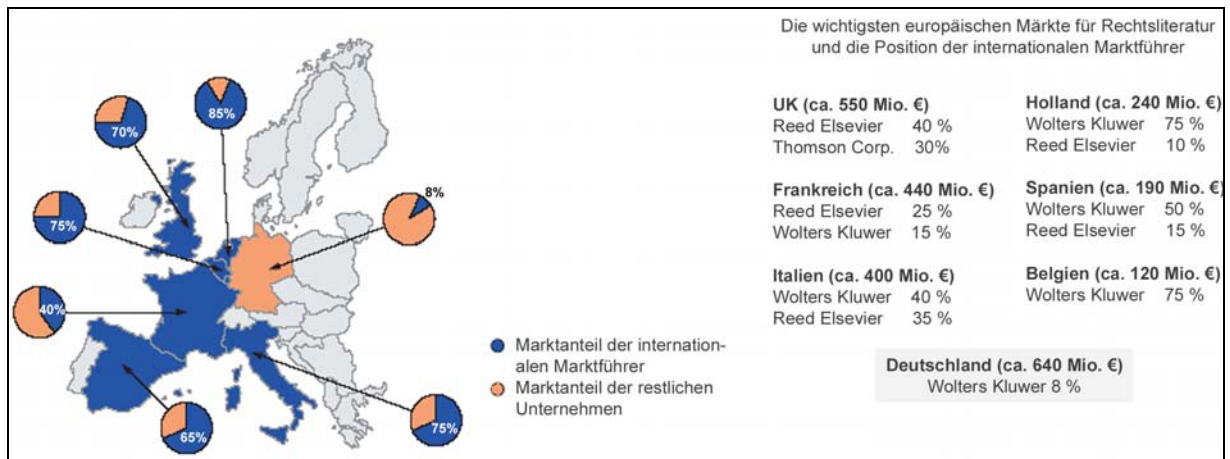 85%
70%
8%
75%
40%
65%
75%
Marktanteil der internation-
alen Marktführer
Marktanteil der restlichen
Unternehmen
Die wichtigsten europäischen Märkte für Rechtsliteratur
und die Position der internationalen Marktführer
UK (ca. 550 Mio. €)
Reed Elsevier 40 %
Thomson Corp. 30%
Frankreich (ca. 440 Mio. €)
Reed Elsevier 25 %
Wolters Kluwer 15 %
Italien (ca. 400 Mio. €)
Wolters Kluwer 40 %
Reed Elsevier 35 %
Holland (ca. 240 Mio. €)
Wolters Kluwer 75 %
Reed Elsevier 10 %
Spanien (ca. 190 Mio. €)
Wolters Kluwer 50 %
Reed Elsevier 15 %
Belgien (ca. 120 Mio. €)
Wolters Kluwer 75 %
Deutschland (ca. 640 Mio. €)
Wolters Kluwer 8 %